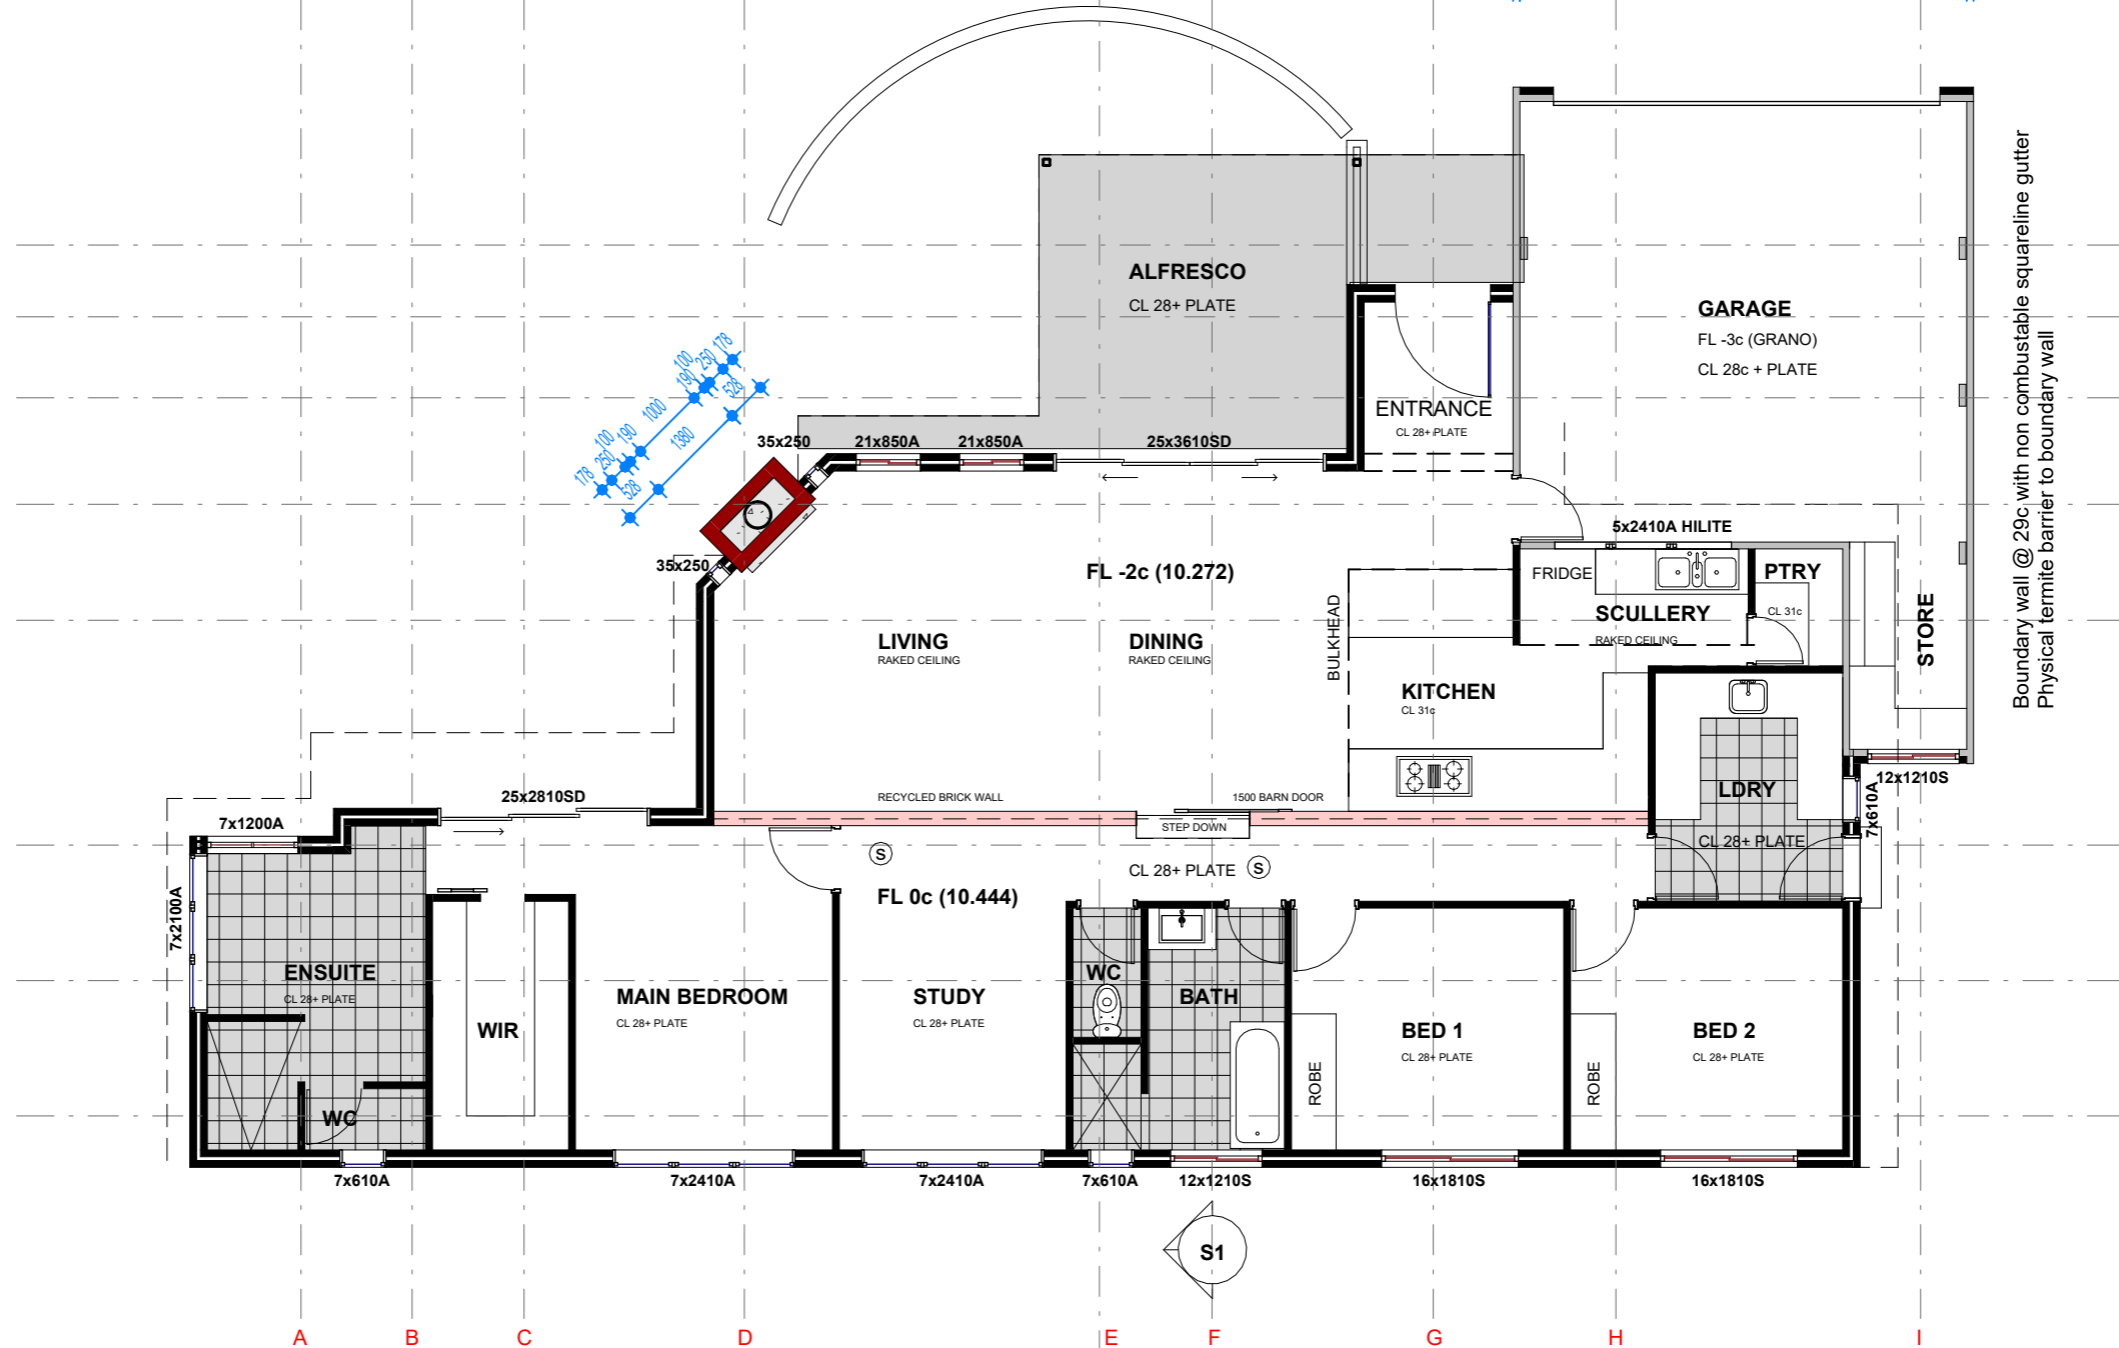 Boundary wall @ 29c with non combustable squareline gutter
Physical termite barrier to boundary wall
ALFRESCO
CL 28+ PLATE
GARAGE
FL -3c (GRANO)
CL 28c + PLATE
178
250
100
190
1000
190
100
250
178
528
1380
528
ENTRANCE
CL 28+ PLATE
35x250
21x850A
21x850A
25x3610SD
35x250
5x2410A HILITE
FL -2c (10.272)
FRIDGE
PTRY
CL 31c
SCULLERY
RAKED CEILING
STORE
BULKHEAD
LIVING
RAKED CEILING
DINING
RAKED CEILING
KITCHEN
CL 31c
12x1210S
7x610A
LDRY
CL 28+ PLATE
RECYCLED BRICK WALL
1500 BARN DOOR
STEP DOWN
25x2810SD
7x1200A
7x2100A
S
CL 28+ PLATE
S
FL 0c (10.444)
ENSUITE
CL 28+ PLATE
WC
WIR
MAIN BEDROOM
CL 28+ PLATE
STUDY
CL 28+ PLATE
WC
BATH
BED 1
CL 28+ PLATE
ROBE
BED 2
CL 28+ PLATE
ROBE
7x610A
7x2410A
7x2410A
7x610A
12x1210S
16x1810S
16x1810S
S1
A
B
C
D
E
F
G
H
I